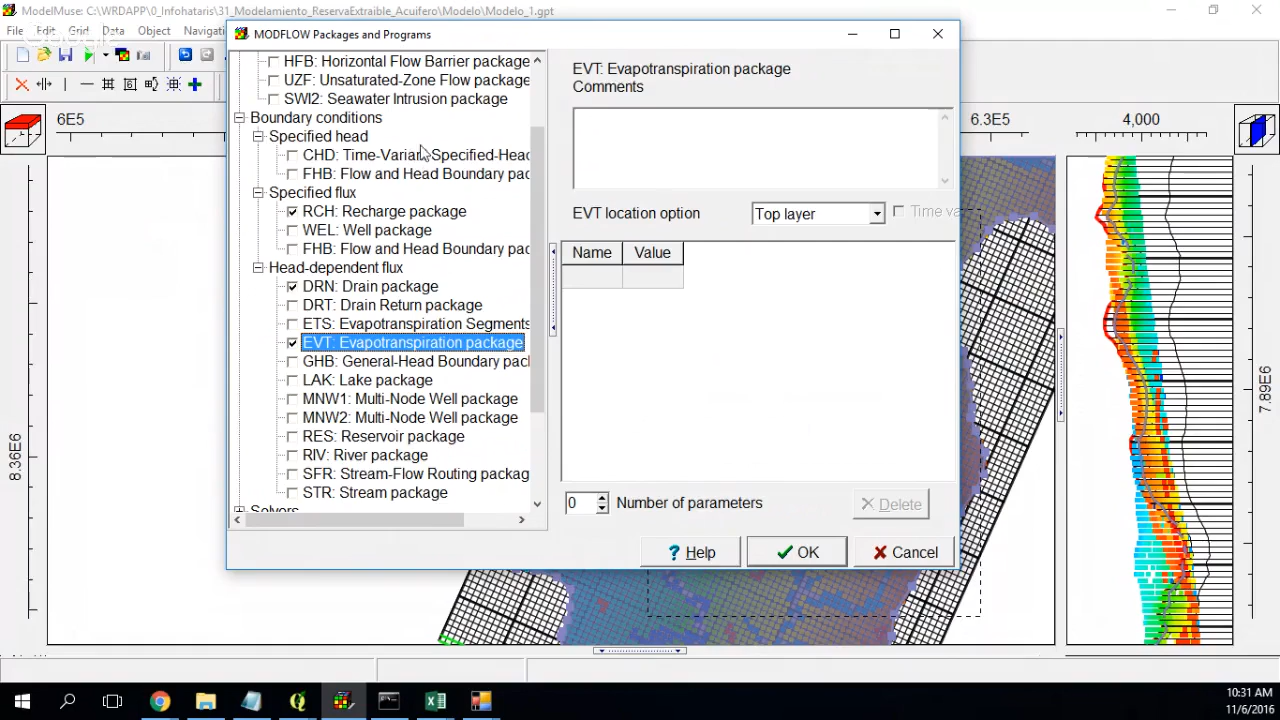 ModelMuse: C:\WRDAPP\0_Infohataris\31_Modelamiento_ReservaExtraible_Acuifero\Modelo\Modelo_1.gpt
File Edit Grid Data Object
MODFLOW Packages and Programs
HFB: Horizontal Flow Barrier package
UZF: Unsaturated-Zone Flow package
SWI2: Seawater Intrusion package
Boundary conditions
Specified head
CHD: Time-Varian Specified-Head
FHB: Flow and Head Boundary pac
Specified flux
RCH: Recharge package
WEL: Well package
FHB: Flow and Head Boundary pac
Head-dependent flux
DRN: Drain package
DRT: Drain Return package
ETS: Evapotranspiration Segments
EVT: Evapotranspiration package
GHB: General-Head Boundary pac
LAK: Lake package
MNW1: Multi-Node Well package
MNW2: Multi-Node Well package
RES: Reservoir package
RIV: River package
SFR: Stream-Flow Routing packag
STR: Stream package
Solvers
EVT: Evapotranspiration package
Comments
EVT location option Top layer Time va
Name Value
0 Number of parameters Delete
? Help OK Cancel
6E5 6.3E5 4,000
8.36E6
7.89E6
10:31 AM
11/6/2016